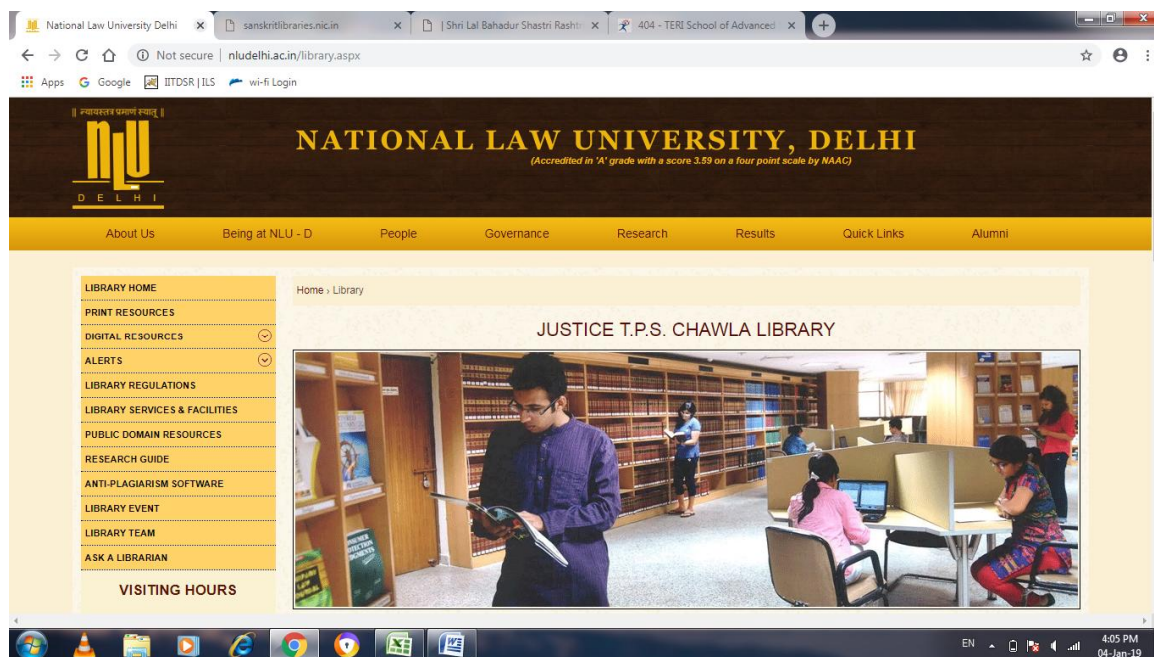 National Law University Delhi
sanskritlibraries.nic.in
| Shri Lal Bahadur Shastri Rashtr
404 - TERI School of Advanced
Not secure | nludelhi.ac.in/library.aspx
Apps Google IITDSR | ILS wi-fi Login
|| न्यायस्तत्र प्रमाणं स्यात् ||
nLU
DELHI
NATIONAL LAW UNIVERSITY, DELHI
(Accredited in 'A' grade with a score 3.59 on a four point scale by NAAC)
About Us Being at NLU - D People Governance Research Results Quick Links Alumni
LIBRARY HOME
PRINT RESOURCES
DIGITAL RESOURCES
ALERTS
LIBRARY REGULATIONS
LIBRARY SERVICES & FACILITIES
PUBLIC DOMAIN RESOURCES
RESEARCH GUIDE
ANTI-PLAGIARISM SOFTWARE
LIBRARY EVENT
LIBRARY TEAM
ASK A LIBRARIAN
VISITING HOURS
Home › Library
JUSTICE T.P.S. CHAWLA LIBRARY
CONSUMER
PROTECTION
JUDGMENTS
EN
4:05 PM
04-Jan-19